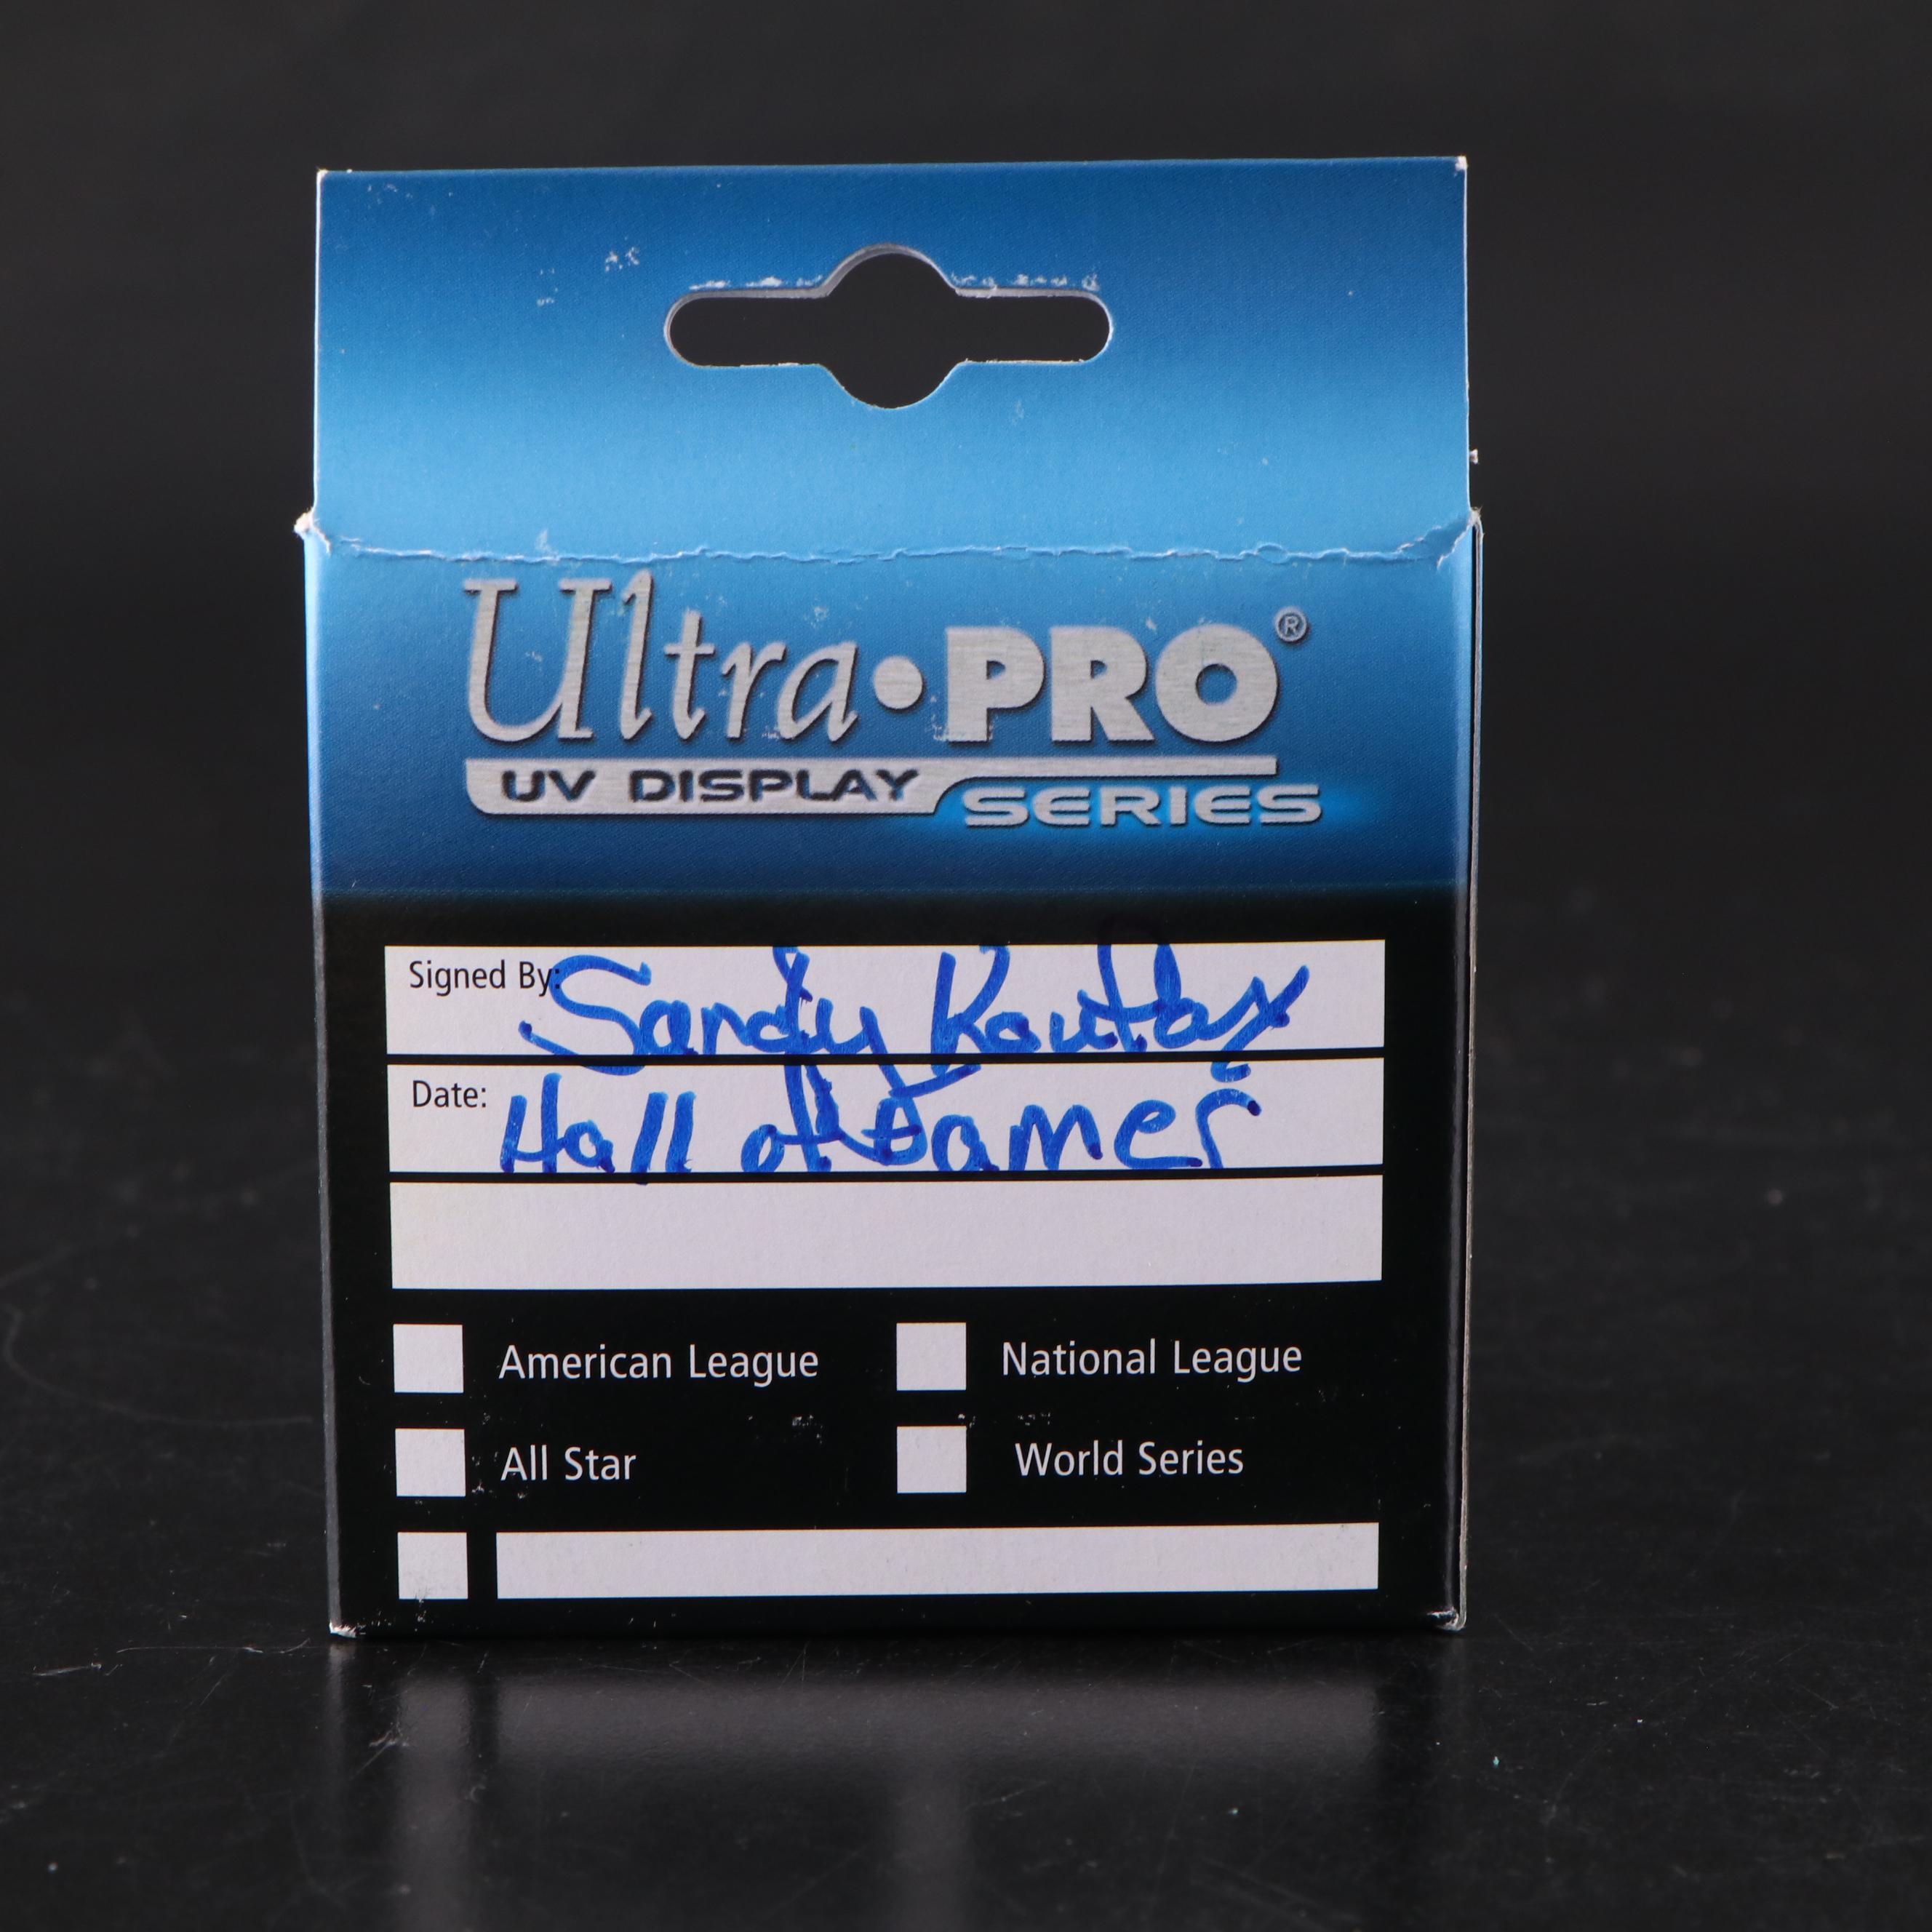 Ultra•PRO®
UV DISPLAY SERIES
Signed By: Sandy Koufax
Date: Hall of Famer
American League
National League
All Star
World Series